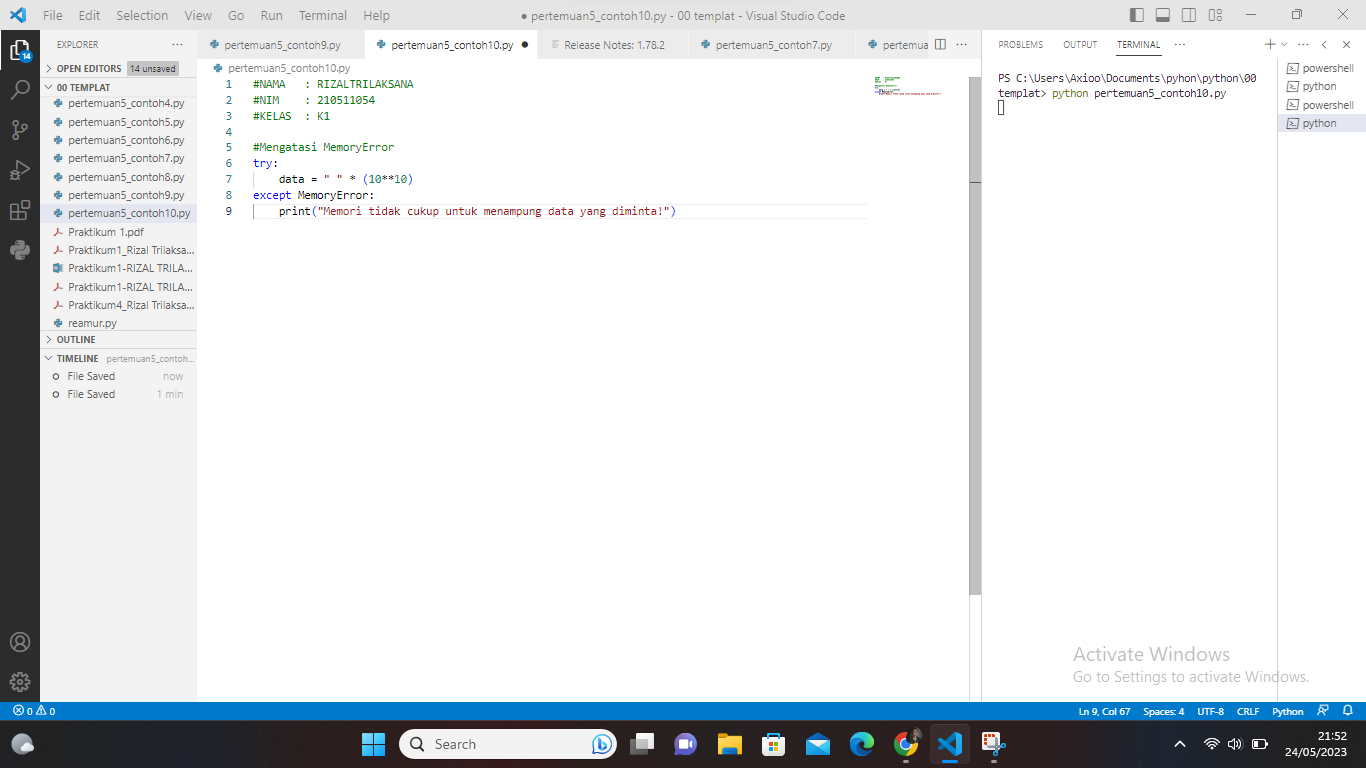 File Edit Selection View Go Run Terminal Help
● pertemuan5_contoh10.py - 00 templat - Visual Studio Code
14
EXPLORER ···
OPEN EDITORS 14 unsaved
00 TEMPLAT
pertemuan5_contoh4.py
pertemuan5_contoh5.py
pertemuan5_contoh6.py
pertemuan5_contoh7.py
pertemuan5_contoh8.py
pertemuan5_contoh9.py
pertemuan5_contoh10.py
Praktikum 1.pdf
Praktikum1_Rizal Trilaksa...
Praktikum1-RIZAL TRILA...
Praktikum1-RIZAL TRILA...
Praktikum4_Rizal Trilaksa...
reamur.py
OUTLINE
TIMELINE pertemuan5_contoh...
File Saved now
File Saved 1 min
pertemuan5_contoh9.py pertemuan5_contoh10.py ● Release Notes: 1.78.2 pertemuan5_contoh7.py pertemua ···
pertemuan5_contoh10.py
1 #NAMA   : RIZALTRILAKSANA
2 #NIM    : 210511054
3 #KELAS  : K1
4
5 #Mengatasi MemoryError
6 try:
7     data = " " * (10**10)
8 except MemoryError:
9     print("Memori tidak cukup untuk menampung data yang diminta!")
PROBLEMS OUTPUT TERMINAL ···
PS C:\Users\Axioo\Documents\pyhon\python\00
templat> python pertemuan5_contoh10.py
powershell
python
powershell
python
Activate Windows
Go to Settings to activate Windows.
0 0
Ln 9, Col 67 Spaces: 4 UTF-8 CRLF Python
Search
21:52
24/05/2023